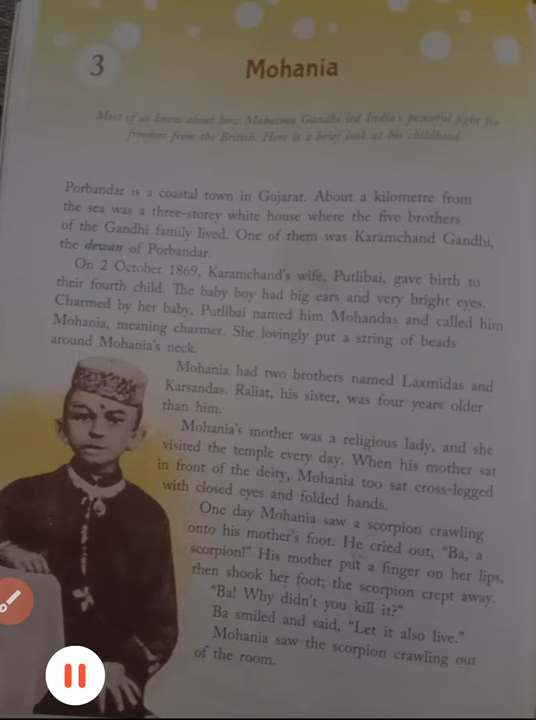 3
Mohania
Most of us know about how Mahatma Gandhi led India's peaceful fight for
freedom from the British. Here is a brief look at his childhood.
Porbandar is a coastal town in Gujarat. About a kilometre from
the sea was a three-storey white house where the five brothers
of the Gandhi family lived. One of them was Karamchand Gandhi,
the dewan of Porbandar.
On 2 October 1869, Karamchand's wife, Putlibai, gave birth to
their fourth child. The baby boy had big ears and very bright eyes.
Charmed by her baby, Putlibai named him Mohandas and called him
Mohania, meaning charmer. She lovingly put a string of beads
around Mohania's neck.
Mohania had two brothers named Laxmidas and
Karsandas. Raliat, his sister, was four years older
than him.
Mohania's mother was a religious lady, and she
visited the temple every day. When his mother sat
in front of the deity, Mohania too sat cross-legged
with closed eyes and folded hands.
One day Mohania saw a scorpion crawling
onto his mother's foot. He cried out, "Ba, a
scorpion!" His mother put a finger on her lips,
then shook her foot; the scorpion crept away.
"Ba! Why didn't you kill it?"
Ba smiled and said, "Let it also live."
Mohania saw the scorpion crawling out
of the room.